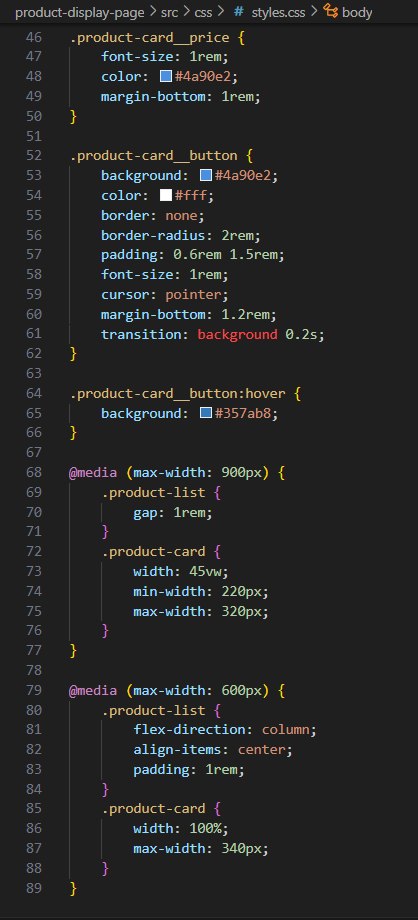 product-display-page > src > css > # styles.css > body
46 .product-card__price {
47     font-size: 1rem;
48     color: #4a90e2;
49     margin-bottom: 1rem;
50 }
51
52 .product-card__button {
53     background: #4a90e2;
54     color: #fff;
55     border: none;
56     border-radius: 2rem;
57     padding: 0.6rem 1.5rem;
58     font-size: 1rem;
59     cursor: pointer;
60     margin-bottom: 1.2rem;
61     transition: background 0.2s;
62 }
63
64 .product-card__button:hover {
65     background: #357ab8;
66 }
67
68 @media (max-width: 900px) {
69     .product-list {
70         gap: 1rem;
71     }
72     .product-card {
73         width: 45vw;
74         min-width: 220px;
75         max-width: 320px;
76     }
77 }
78
79 @media (max-width: 600px) {
80     .product-list {
81         flex-direction: column;
82         align-items: center;
83         padding: 1rem;
84     }
85     .product-card {
86         width: 100%;
87         max-width: 340px;
88     }
89 }